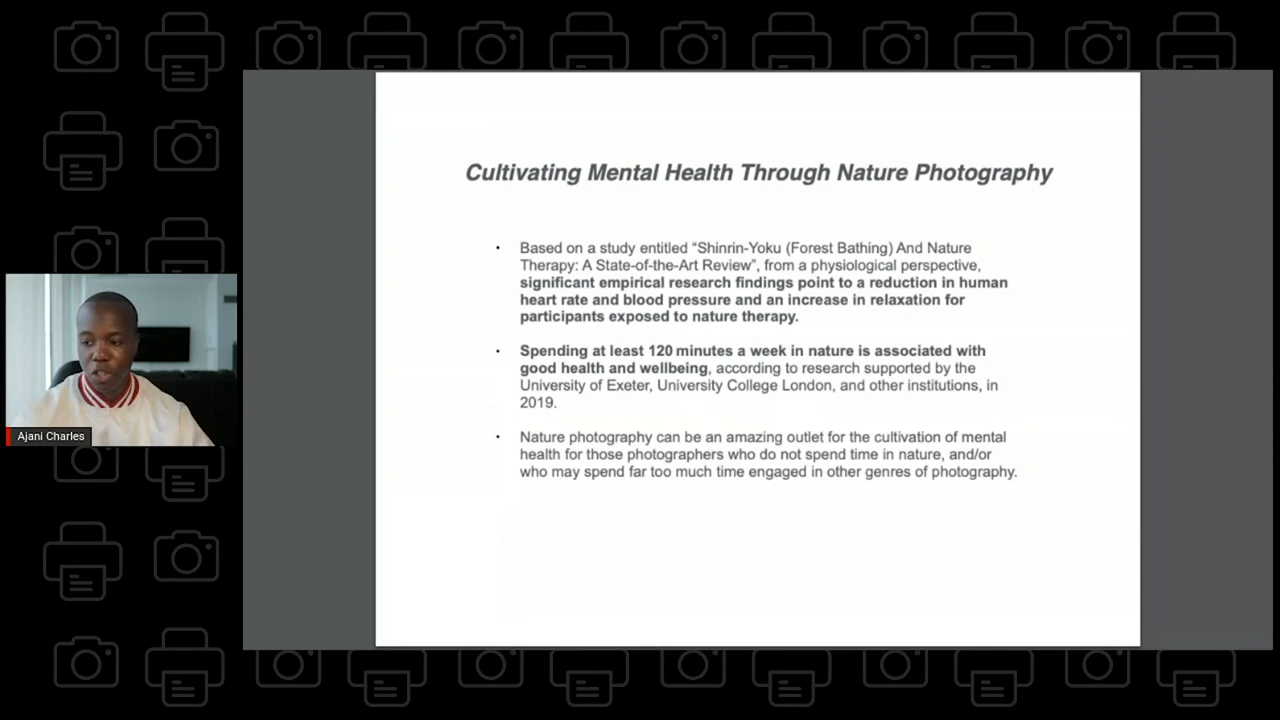 Cultivating Mental Health Through Nature Photography
• Based on a study entitled “Shinrin-Yoku (Forest Bathing) And Nature
Therapy: A State-of-the-Art Review”, from a physiological perspective,
significant empirical research findings point to a reduction in human
heart rate and blood pressure and an increase in relaxation for
participants exposed to nature therapy.
• Spending at least 120 minutes a week in nature is associated with
good health and wellbeing, according to research supported by the
University of Exeter, University College London, and other institutions, in
2019.
• Nature photography can be an amazing outlet for the cultivation of mental
health for those photographers who do not spend time in nature, and/or
who may spend far too much time engaged in other genres of photography.
Ajani Charles